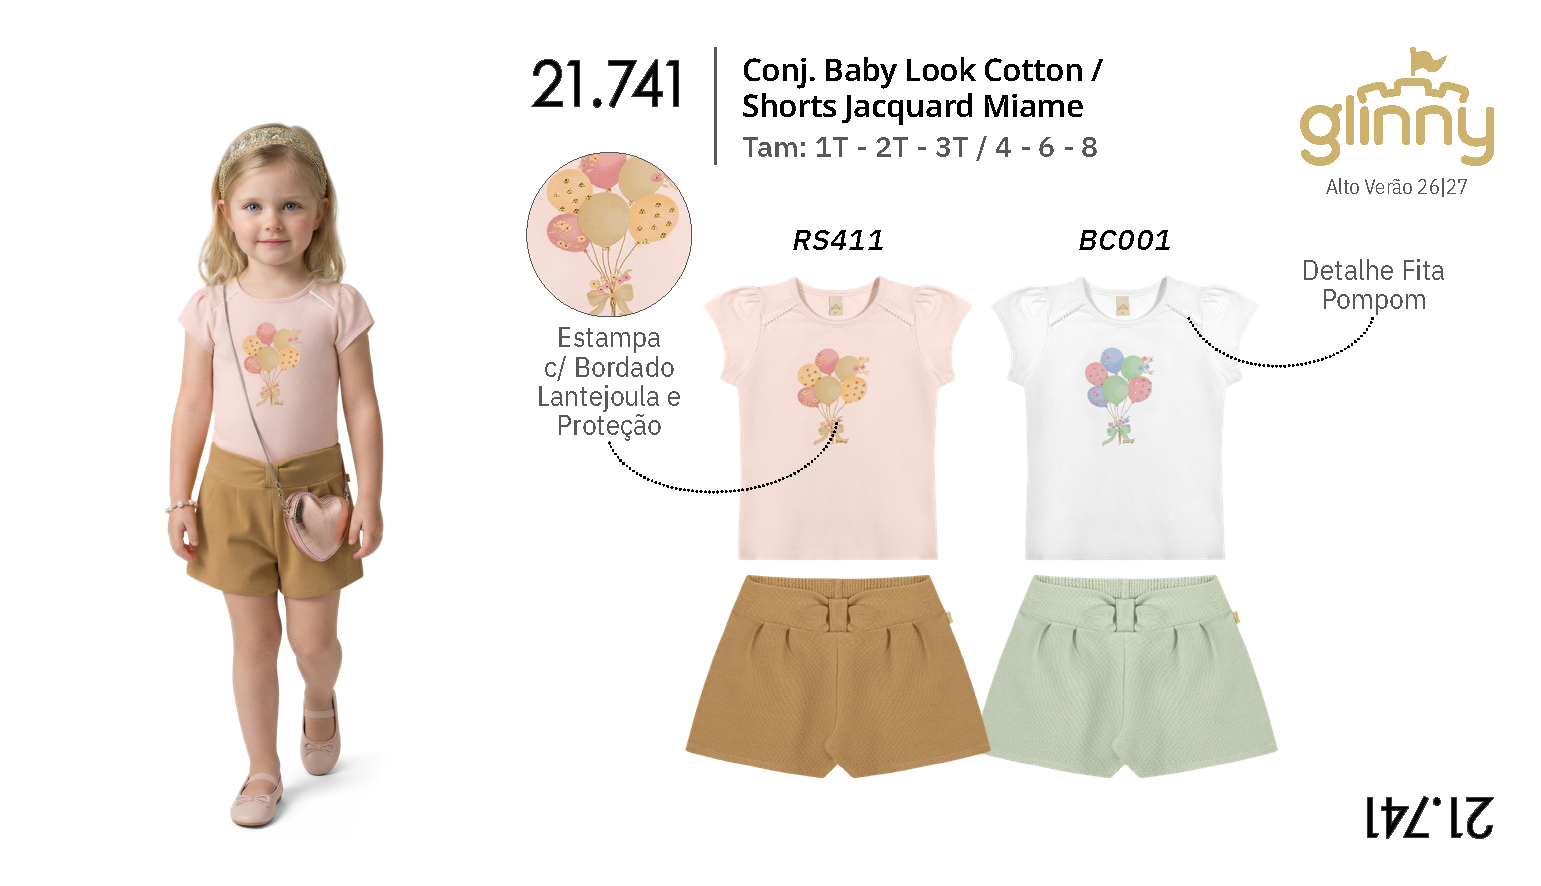 21.741
Conj. Baby Look Cotton /
Shorts Jacquard Miame
Tam: 1T - 2T - 3T / 4 - 6 - 8
glinny
Alto Verão 26|27
RS411
BC001
Detalhe Fita
Pompom
Estampa
c/ Bordado
Lantejoula e
Proteção
21.741